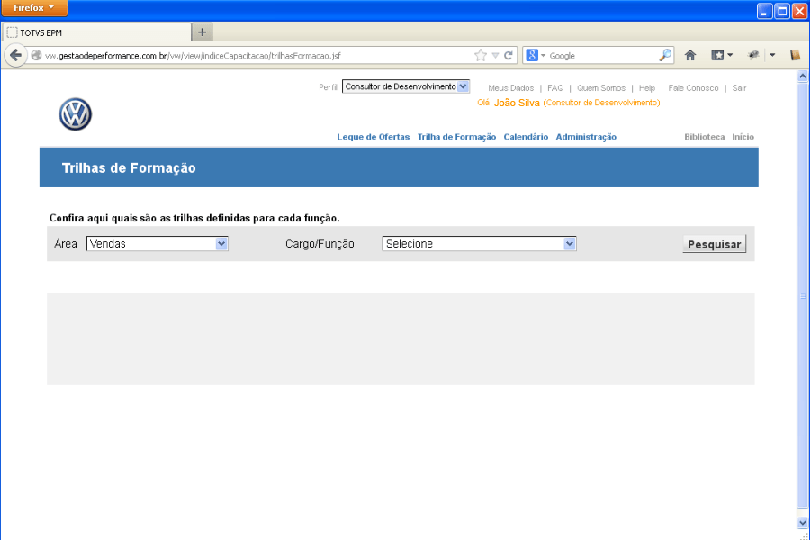 Firefox
TOTVS EPM
vw.gestaodeperformance.com.br/vw/view/indiceCapacitacao/trilhasFormacao.jsf
Google
Perfil Consultor de Desenvolvimento Meus Dados | FAQ | Quem Somos | Help Fale Conosco | Sair
Olá João Silva (Consultor de Desenvolvimento)
Leque de Ofertas Trilha de Formação Calendário Administração Biblioteca Início
Trilhas de Formação
Confira aqui quais são as trilhas definidas para cada função.
Área Vendas Cargo/Função Selecione Pesquisar